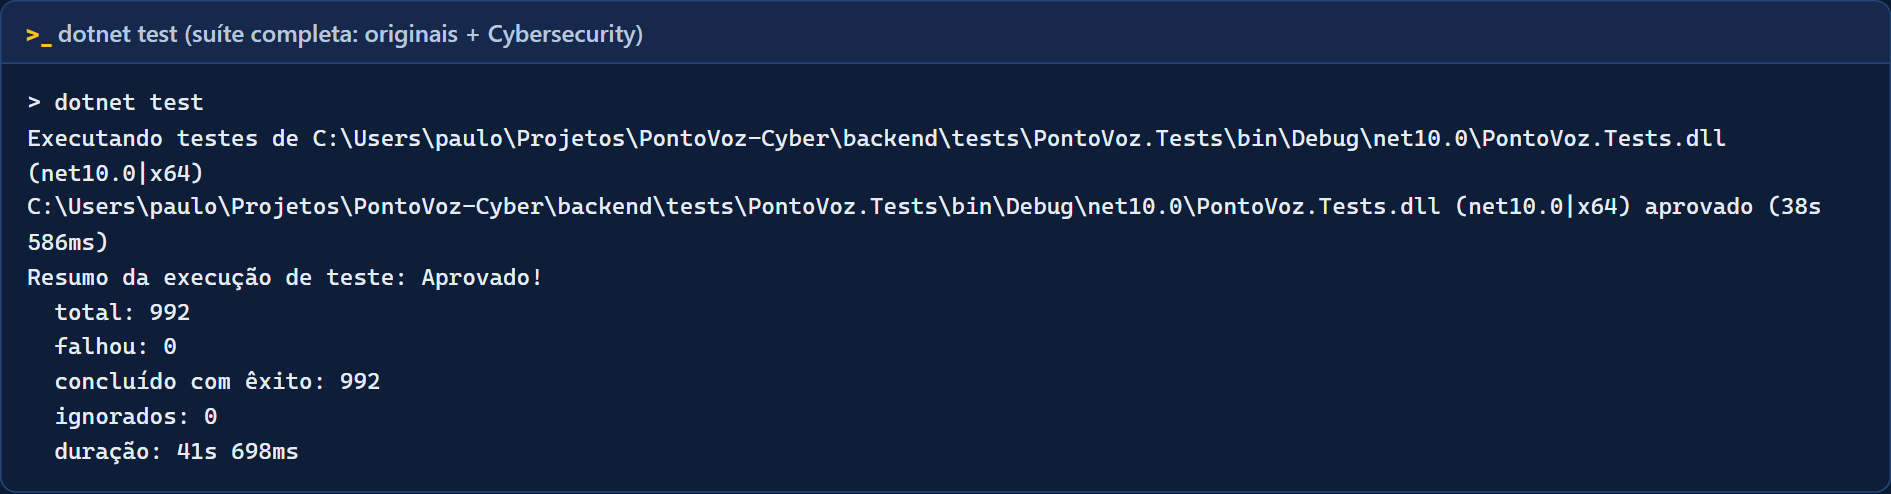 >_ dotnet test (suíte completa: originais + Cybersecurity)
> dotnet test
Executando testes de C:\Users\paulo\Projetos\PontoVoz-Cyber\backend\tests\PontoVoz.Tests\bin\Debug\net10.0\PontoVoz.Tests.dll
(net10.0|x64)
C:\Users\paulo\Projetos\PontoVoz-Cyber\backend\tests\PontoVoz.Tests\bin\Debug\net10.0\PontoVoz.Tests.dll (net10.0|x64) aprovado (38s
586ms)
Resumo da execução de teste: Aprovado!
  total: 992
  falhou: 0
  concluído com êxito: 992
  ignorados: 0
  duração: 41s 698ms